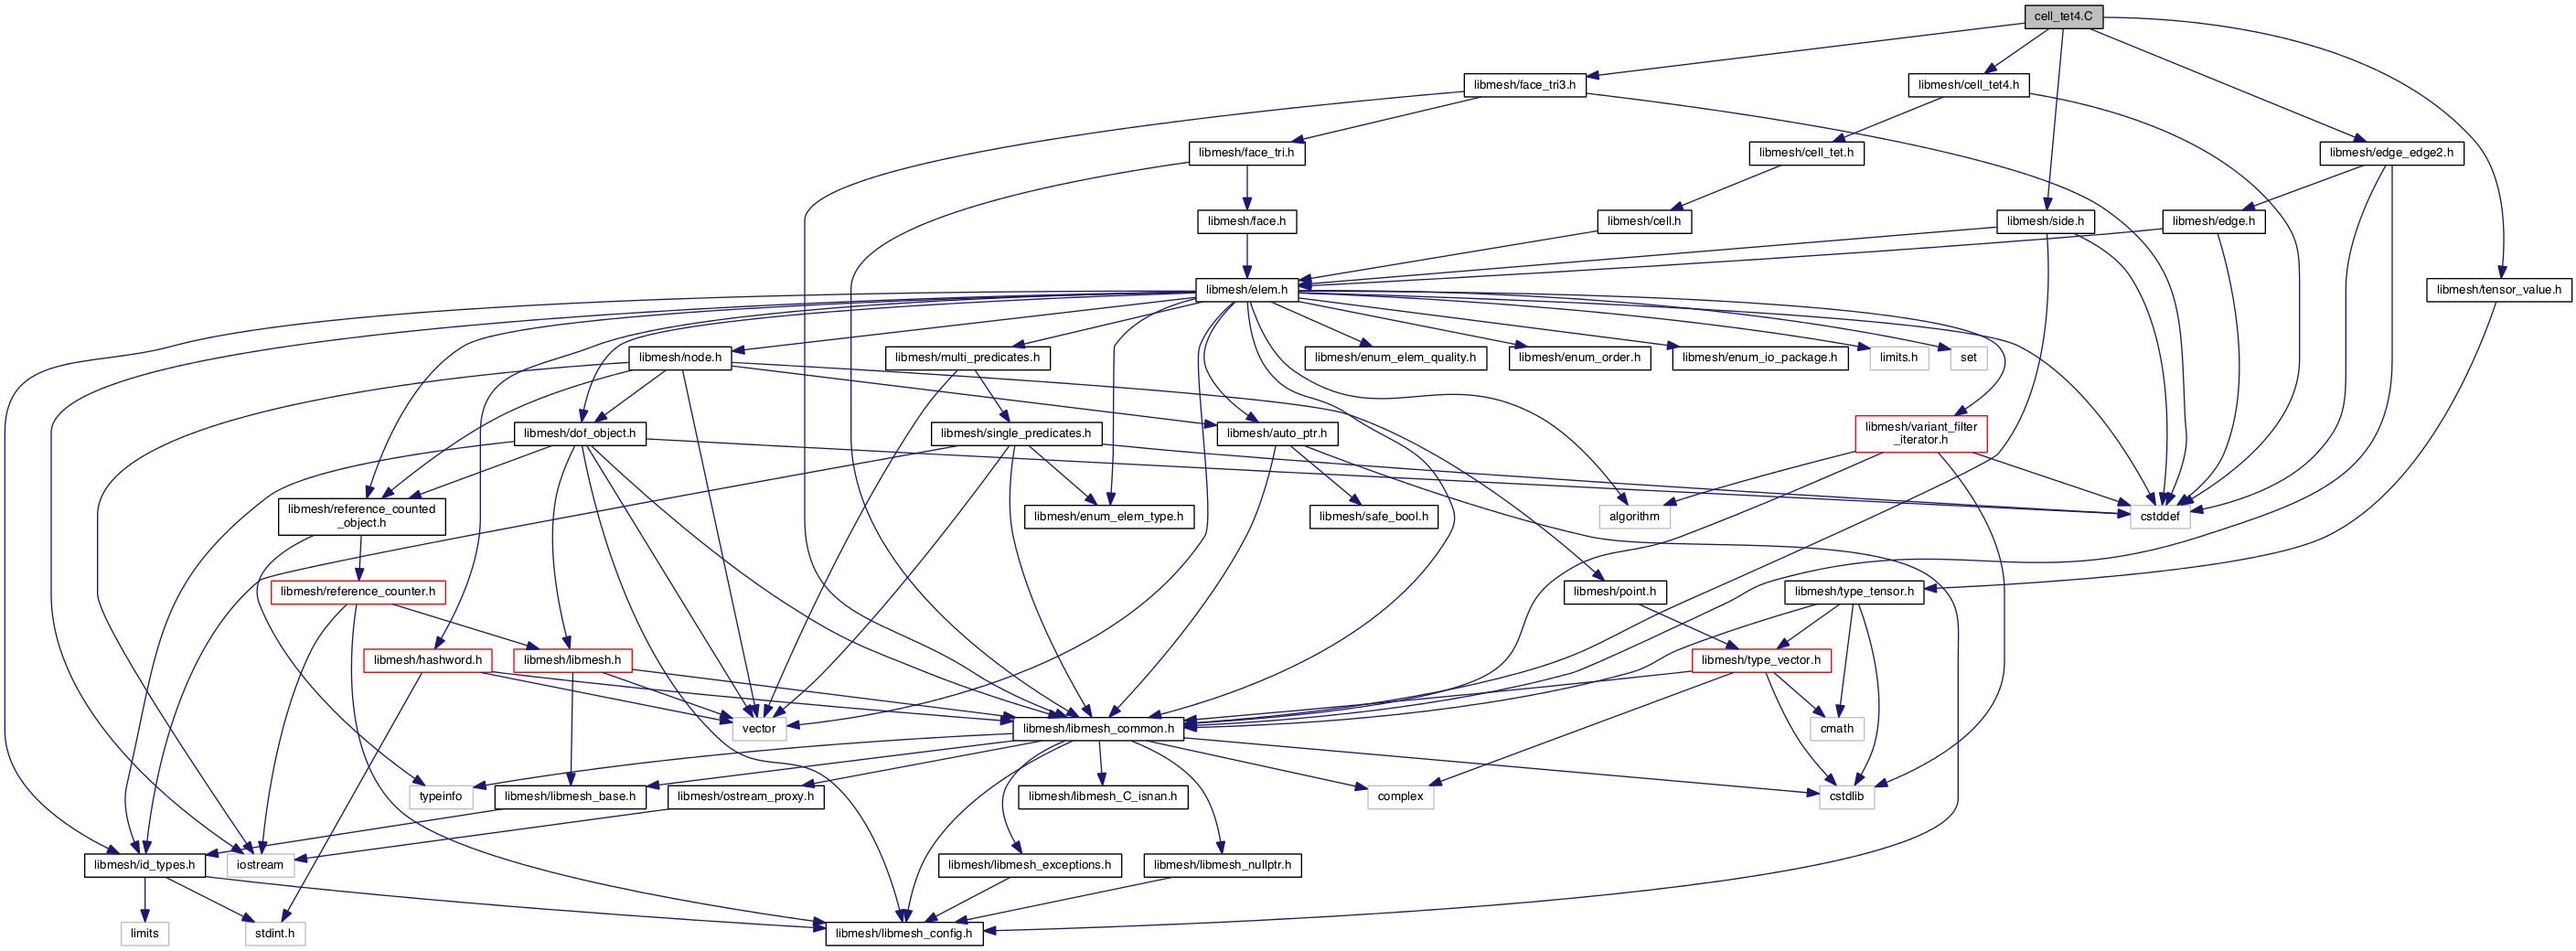 cell_tet4.C
libmesh/face_tri3.h
libmesh/cell_tet4.h
libmesh/face_tri.h
libmesh/cell_tet.h
libmesh/edge_edge2.h
libmesh/face.h
libmesh/cell.h
libmesh/side.h
libmesh/edge.h
libmesh/elem.h
libmesh/tensor_value.h
libmesh/node.h
libmesh/multi_predicates.h
libmesh/enum_elem_quality.h
libmesh/enum_order.h
libmesh/enum_io_package.h
limits.h
set
libmesh/dof_object.h
libmesh/single_predicates.h
libmesh/auto_ptr.h
libmesh/variant_filter
_iterator.h
libmesh/reference_counted
_object.h
libmesh/enum_elem_type.h
libmesh/safe_bool.h
algorithm
cstddef
libmesh/reference_counter.h
libmesh/point.h
libmesh/type_tensor.h
libmesh/hashword.h
libmesh/libmesh.h
libmesh/type_vector.h
vector
libmesh/libmesh_common.h
cmath
typeinfo
libmesh/libmesh_base.h
libmesh/ostream_proxy.h
libmesh/libmesh_C_isnan.h
complex
cstdlib
libmesh/id_types.h
iostream
libmesh/libmesh_exceptions.h
libmesh/libmesh_nullptr.h
limits
stdint.h
libmesh/libmesh_config.h